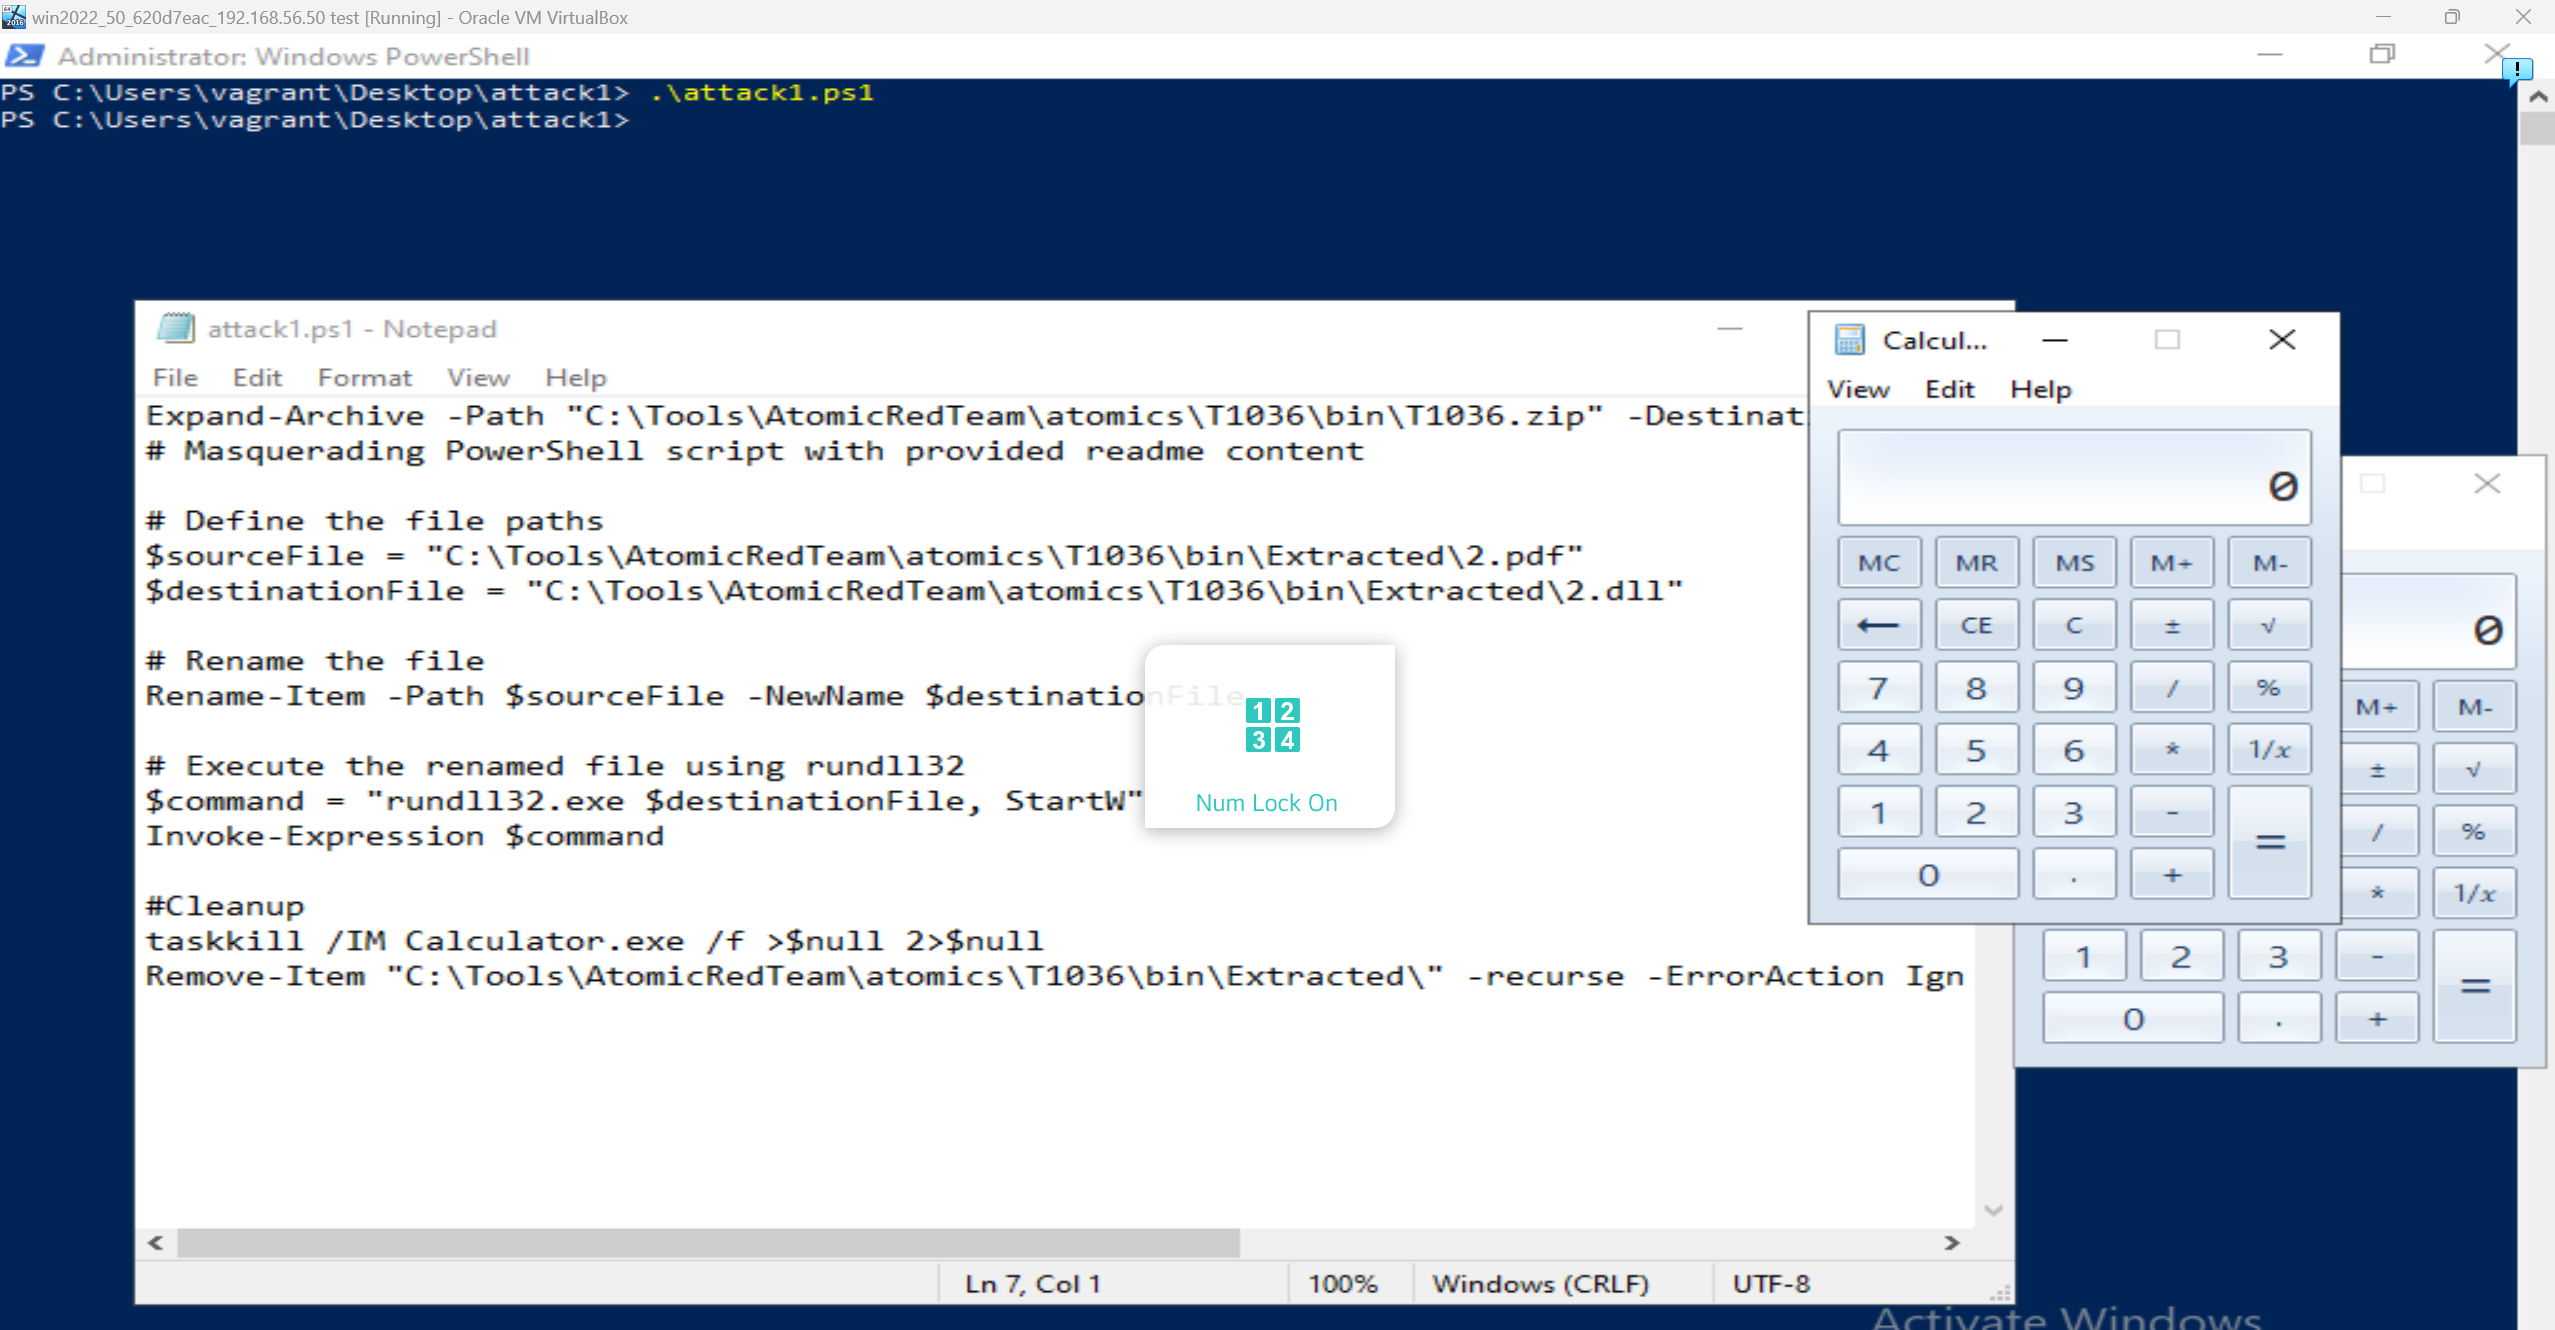 win2022_50_620d7eac_192.168.56.50 test [Running] - Oracle VM VirtualBox
Administrator: Windows PowerShell
PS C:\Users\vagrant\Desktop\attack1> .\attack1.ps1
PS C:\Users\vagrant\Desktop\attack1>
attack1.ps1 - Notepad
File Edit Format View Help
Expand-Archive -Path "C:\Tools\AtomicRedTeam\atomics\T1036\bin\T1036.zip" -Destinat
# Masquerading PowerShell script with provided readme content
# Define the file paths
$sourceFile = "C:\Tools\AtomicRedTeam\atomics\T1036\bin\Extracted\2.pdf"
$destinationFile = "C:\Tools\AtomicRedTeam\atomics\T1036\bin\Extracted\2.dll"
# Rename the file
Rename-Item -Path $sourceFile -NewName $destinationFile
# Execute the renamed file using rundll32
$command = "rundll32.exe $destinationFile, StartW"
Invoke-Expression $command
#Cleanup
taskkill /IM Calculator.exe /f >$null 2>$null
Remove-Item "C:\Tools\AtomicRedTeam\atomics\T1036\bin\Extracted\" -recurse -ErrorAction Ign
Ln 7, Col 1 100% Windows (CRLF) UTF-8
1 2
3 4
Num Lock On
Calcul...
View Edit Help
0
MC MR MS M+ M-
← CE C ± √
7 8 9 / %
4 5 6 * 1/x
1 2 3 - =
0 . +
0
M+ M-
± √
/ %
* 1/x
1 2 3 - =
0 . +
Activate Windows